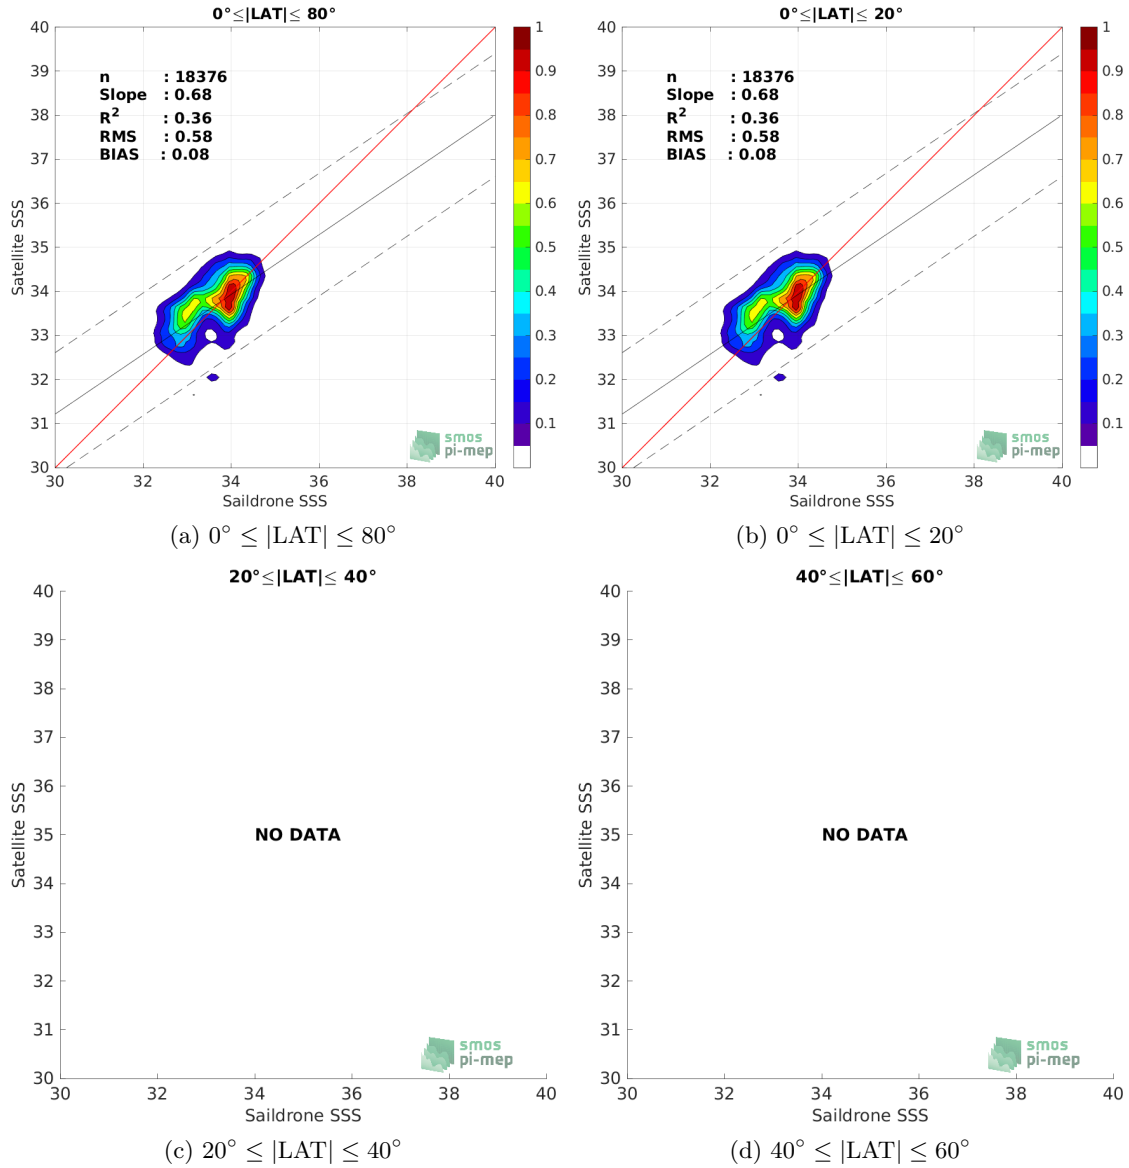 0°≤|LAT|≤ 80°
40
39
38
37
36
35
34
33
32
31
30
Satellite SSS
n : 18376
Slope : 0.68
R² : 0.36
RMS : 0.58
BIAS : 0.08
1
0.9
0.8
0.7
0.6
0.5
0.4
0.3
0.2
0.1
smos
pi-mep
30 32 34 36 38 40
Saildrone SSS
(a) 0° ≤ |LAT| ≤ 80°
0°≤|LAT|≤ 20°
40
39
38
37
36
35
34
33
32
31
30
Satellite SSS
n : 18376
Slope : 0.68
R² : 0.36
RMS : 0.58
BIAS : 0.08
1
0.9
0.8
0.7
0.6
0.5
0.4
0.3
0.2
0.1
smos
pi-mep
30 32 34 36 38 40
Saildrone SSS
(b) 0° ≤ |LAT| ≤ 20°
20°≤|LAT|≤ 40°
40
39
38
37
36
35
34
33
32
31
30
Satellite SSS
NO DATA
smos
pi-mep
30 32 34 36 38 40
Saildrone SSS
(c) 20° ≤ |LAT| ≤ 40°
40°≤|LAT|≤ 60°
40
39
38
37
36
35
34
33
32
31
30
Satellite SSS
NO DATA
smos
pi-mep
30 32 34 36 38 40
Saildrone SSS
(d) 40° ≤ |LAT| ≤ 60°